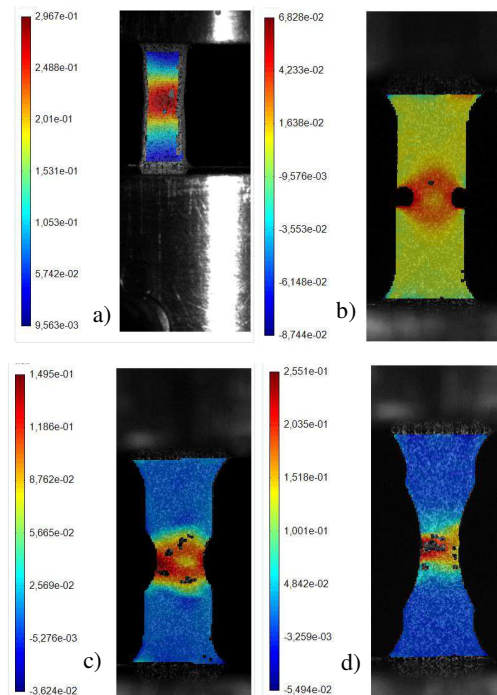 2,967e-01
2,488e-01
2,01e-01
1,531e-01
1,053e-01
5,742e-02
9,563e-03
a)
6,828e-02
4,233e-02
1,638e-02
-9,576e-03
-3,553e-02
-6,148e-02
-8,744e-02
b)
1,495e-01
1,186e-01
8,762e-02
5,665e-02
2,569e-02
-5,276e-03
-3,624e-02
c)
2,551e-01
2,035e-01
1,518e-01
1,001e-01
4,842e-02
-3,259e-03
-5,494e-02
d)